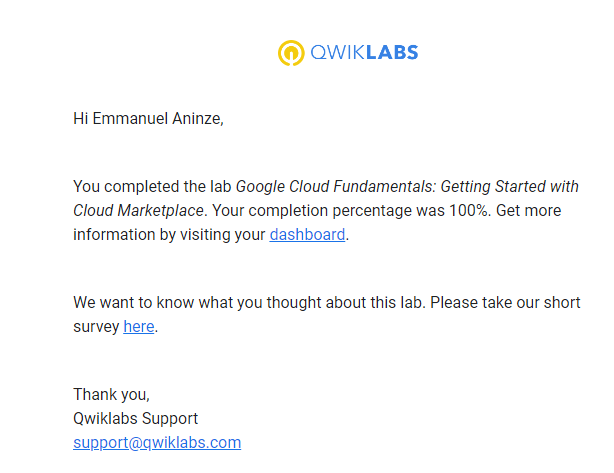 QWIKLABS
Hi Emmanuel Aninze,
You completed the lab Google Cloud Fundamentals: Getting Started with
Cloud Marketplace. Your completion percentage was 100%. Get more
information by visiting your dashboard.
We want to know what you thought about this lab. Please take our short
survey here.
Thank you,
Qwiklabs Support
support@qwiklabs.com